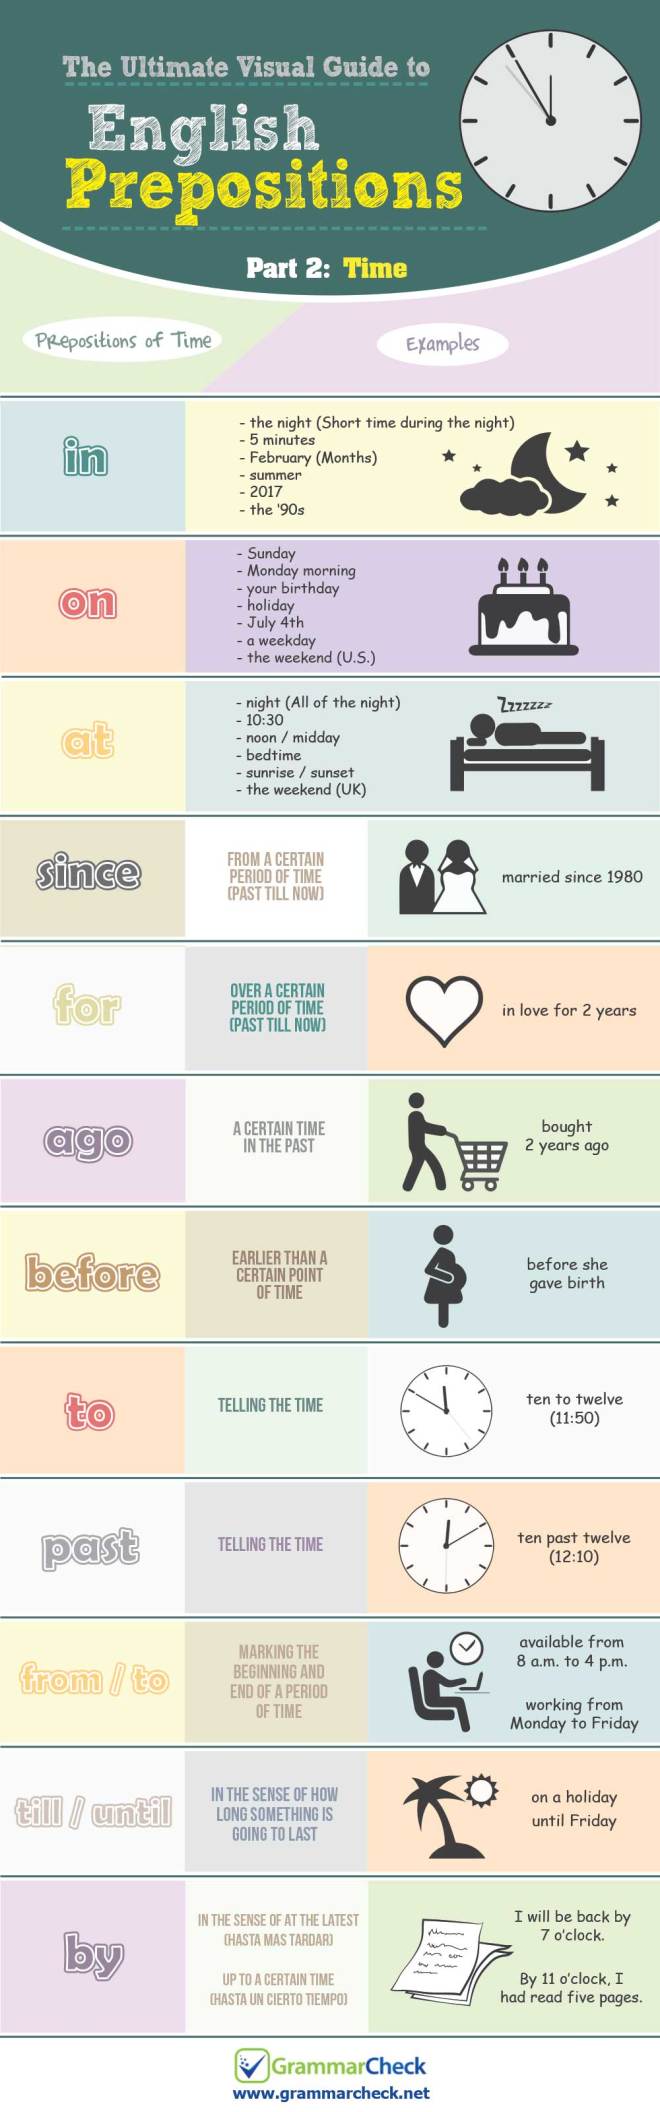 The Ultimate Visual Guide to
English
Prepositions
Part 2: Time
Prepositions of Time
Examples
in
- the night (Short time during the night)
- 5 minutes
- February (Months)
- summer
- 2017
- the '90s
on
- Sunday
- Monday morning
- your birthday
- holiday
- July 4th
- a weekday
- the weekend (U.S.)
at
- night (All of the night)
- 10:30
- noon / midday
- bedtime
- sunrise / sunset
- the weekend (UK)
Zzzzzzz
since
FROM A CERTAIN
PERIOD OF TIME
(PAST TILL NOW)
married since 1980
for
OVER A CERTAIN
PERIOD OF TIME
(PAST TILL NOW)
in love for 2 years
ago
A CERTAIN TIME
IN THE PAST
bought
2 years ago
before
EARLIER THAN A
CERTAIN POINT
OF TIME
before she
gave birth
to
TELLING THE TIME
ten to twelve
(11:50)
past
TELLING THE TIME
ten past twelve
(12:10)
from / to
MARKING THE
BEGINNING AND
END OF A PERIOD
OF TIME
available from
8 a.m. to 4 p.m.
working from
Monday to Friday
till / until
IN THE SENSE OF HOW
LONG SOMETHING IS
GOING TO LAST
on a holiday
until Friday
by
IN THE SENSE OF AT THE LATEST
(HASTA MAS TARDAR)
UP TO A CERTAIN TIME
(HASTA UN CIERTO TIEMPO)
I will be back by
7 o'clock.
By 11 o'clock, I
had read five pages.
GrammarCheck
www.grammarcheck.net